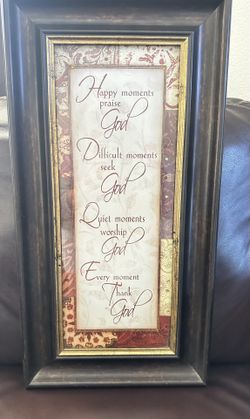 Happy moments
praise
God
Difficult moments
seek
God
Quiet moments
worship
God
Every moment
Thank
God